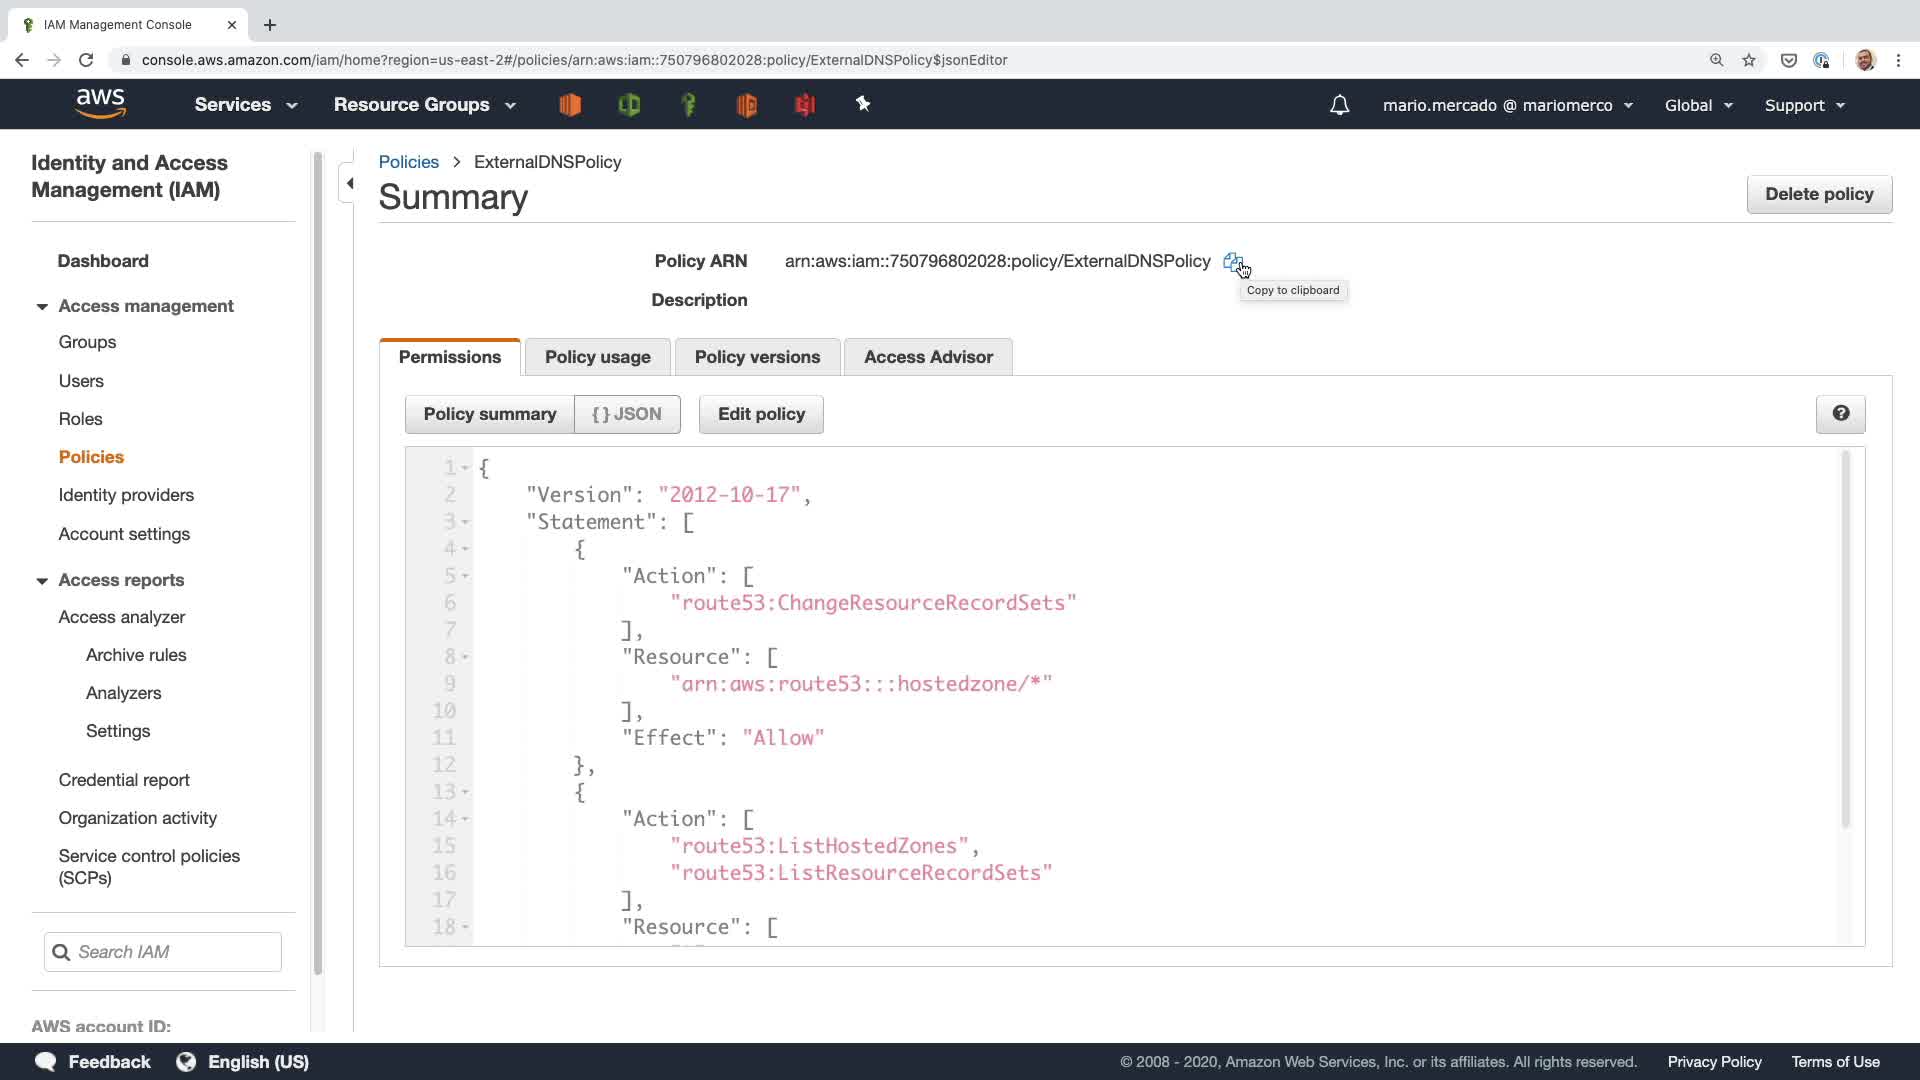 IAM Management Console
console.aws.amazon.com/iam/home?region=us-east-2#/policies/arn:aws:iam::750796802028:policy/ExternalDNSPolicy$jsonEditor
aws
Services
Resource Groups
mario.mercado @ mariomerco
Global
Support
Identity and Access
Management (IAM)
Dashboard
Access management
Groups
Users
Roles
Policies
Identity providers
Account settings
Access reports
Access analyzer
Archive rules
Analyzers
Settings
Credential report
Organization activity
Service control policies
(SCPs)
Search IAM
AWS account ID:
Policies > ExternalDNSPolicy
Summary
Delete policy
Policy ARN arn:aws:iam::750796802028:policy/ExternalDNSPolicy
Copy to clipboard
Description
Permissions
Policy usage
Policy versions
Access Advisor
Policy summary
{ } JSON
Edit policy
?
1 {
2 "Version": "2012-10-17",
3 "Statement": [
4 {
5 "Action": [
6 "route53:ChangeResourceRecordSets"
7 ],
8 "Resource": [
9 "arn:aws:route53:::hostedzone/*"
10 ],
11 "Effect": "Allow"
12 },
13 {
14 "Action": [
15 "route53:ListHostedZones",
16 "route53:ListResourceRecordSets"
17 ],
18 "Resource": [
Feedback
English (US)
© 2008 - 2020, Amazon Web Services, Inc. or its affiliates. All rights reserved.
Privacy Policy
Terms of Use